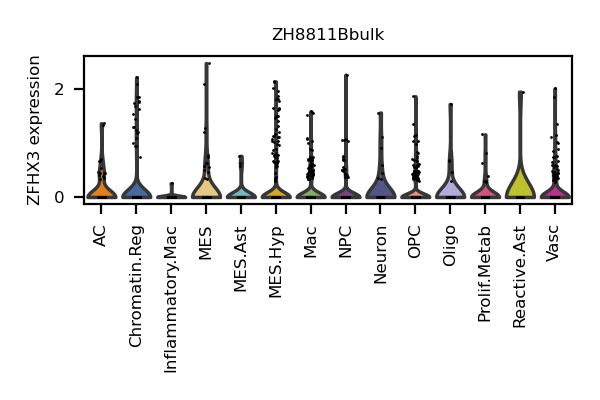 ZH8811Bbulk
ZFHX3 expression
2
0
AC
Chromatin.Reg
Inflammatory.Mac
MES
MES.Ast
MES.Hyp
Mac
NPC
Neuron
OPC
Oligo
Prolif.Metab
Reactive.Ast
Vasc